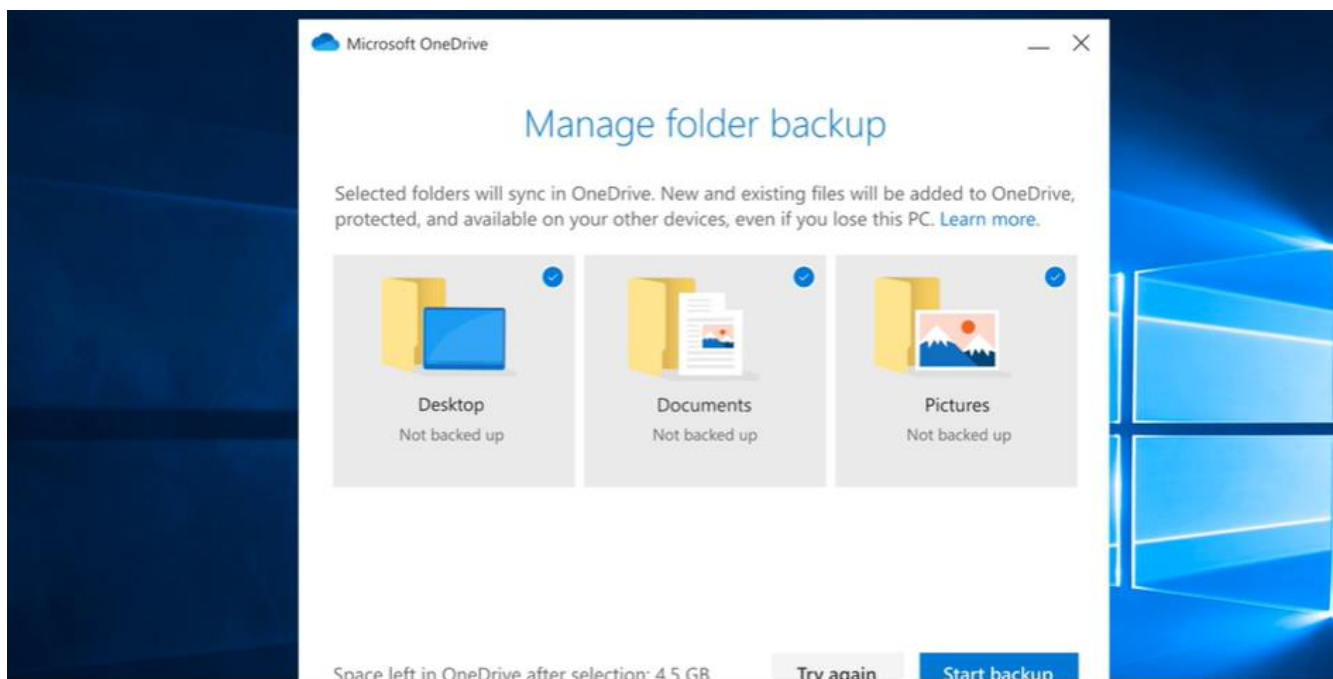 Microsoft OneDrive
Manage folder backup
Selected folders will sync in OneDrive. New and existing files will be added to OneDrive,
protected, and available on your other devices, even if you lose this PC. Learn more.
Desktop
Not backed up
Documents
Not backed up
Pictures
Not backed up
Space left in OneDrive after selection: 4.5 GB
Try again
Start backup